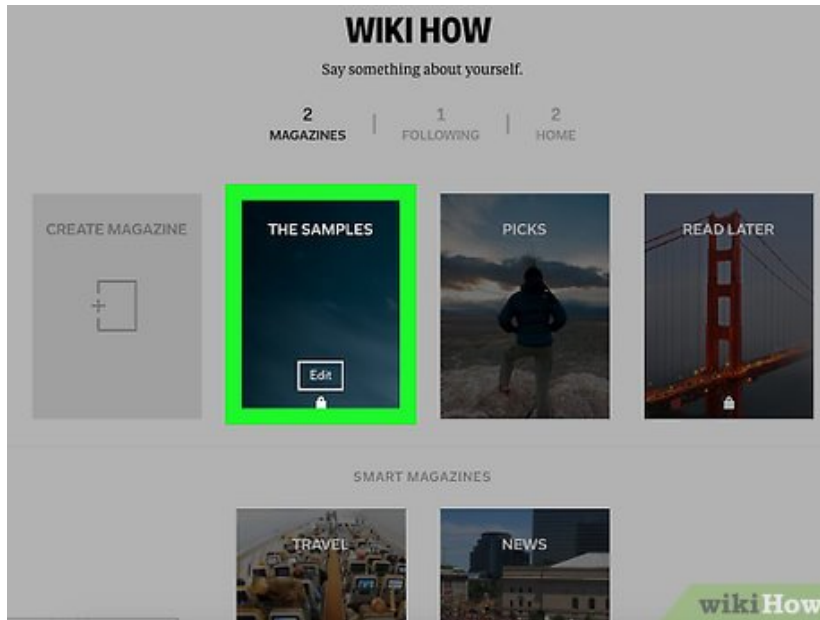 WIKI HOW
Say something about yourself.
2
MAGAZINES
1
FOLLOWING
2
HOME
CREATE MAGAZINE
THE SAMPLES
Edit
PICKS
READ LATER
SMART MAGAZINES
TRAVEL
NEWS
wikiHow